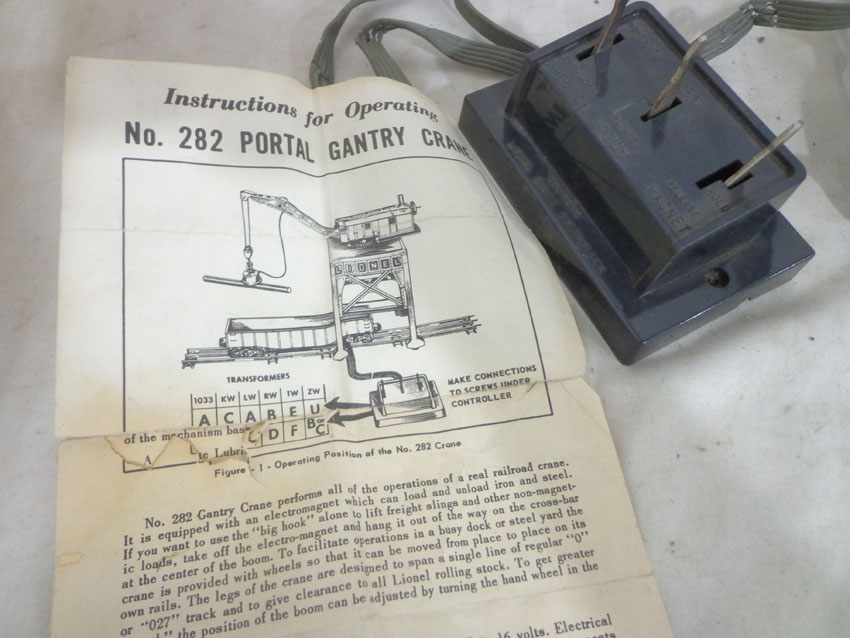 Instructions for Operating
No. 282 PORTAL GANTRY CRANE
LIONEL
TRANSFORMERS
1033 KW LW RW TW ZW
A C A B E U
C D F B or C
MAKE CONNECTIONS
TO SCREWS UNDER
CONTROLLER
of the mechanism bas
A Lubri
Figure - 1 - Operating Position of the No. 282 Crane
No. 282 Gantry Crane performs all of the operations of a real railroad crane.
It is equipped with an electromagnet which can load and unload iron and steel.
If you want to use the "big hook" alone to lift freight slings and other non-magnet-
ic loads, take off the electro-magnet and hang it out of the way on the cross-bar
at the center of the boom. To facilitate operations in a busy dock or steel yard the
crane is provided with wheels so that it can be moved from place to place on its
own rails. The legs of the crane are designed to span a single line of regular "0"
or "027" track and to give clearance to all Lionel rolling stock. To get greater
the position of the boom can be adjusted by turning the hand wheel in the
16 volts. Electrical
MAGNET